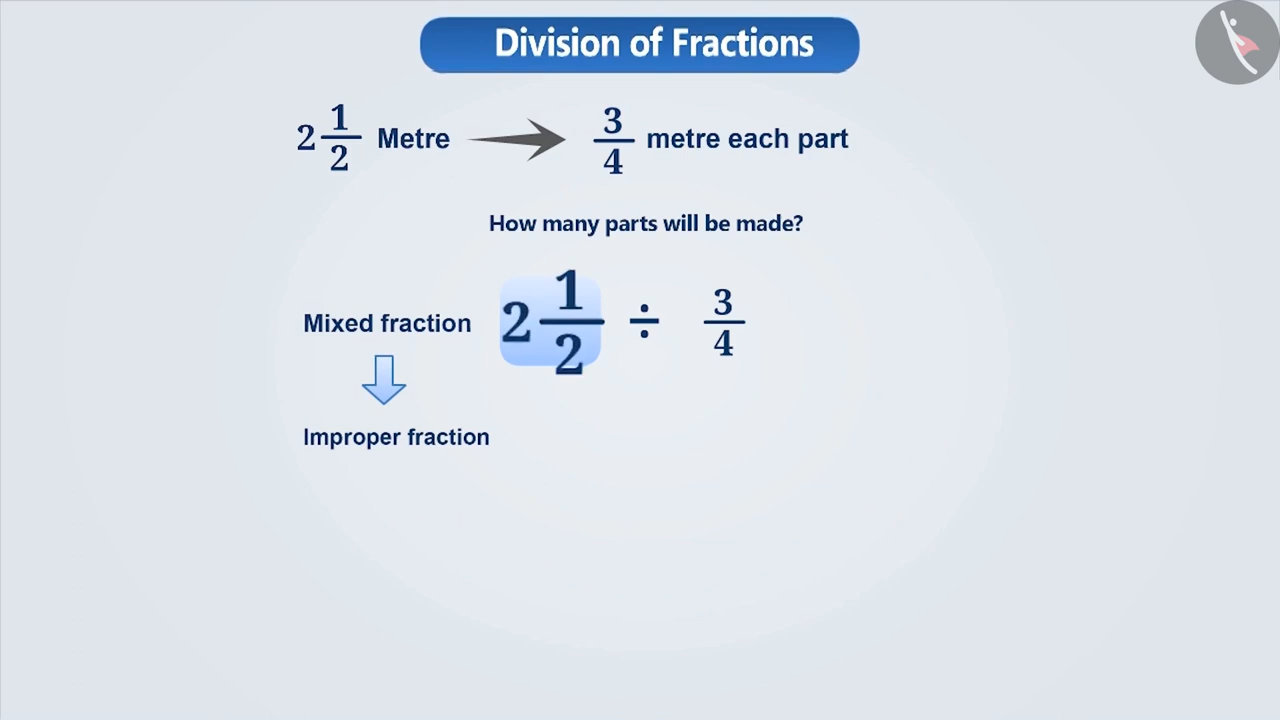 Division of Fractions
2 1/2 Metre → 3/4 metre each part
How many parts will be made?
Mixed fraction 2 1/2 ÷ 3/4
Improper fraction